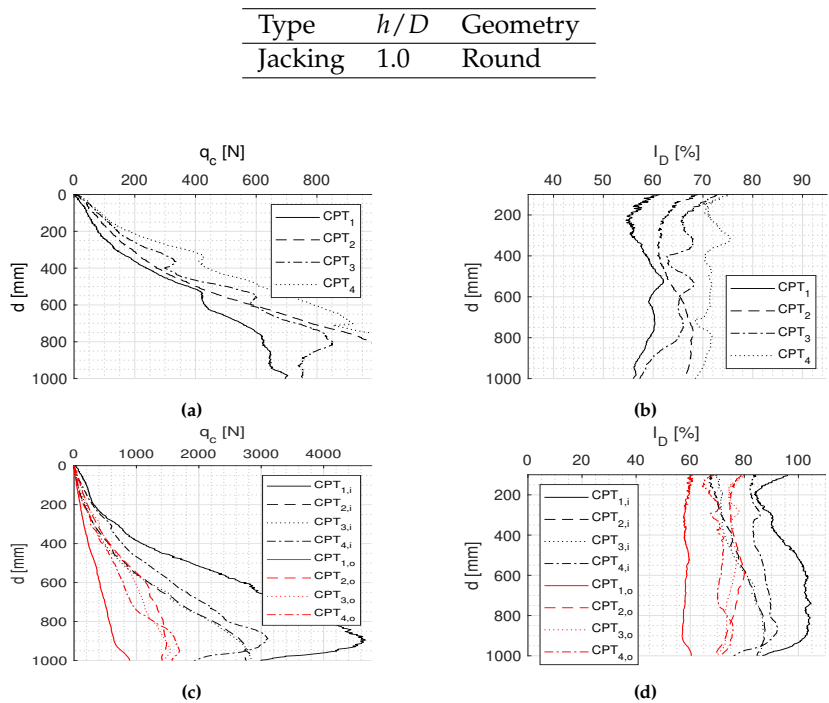 Type h/D Geometry
Jacking 1.0 Round
q_c [N]
0 200 400 600 800
0
200
400
600
800
1000
d [mm]
CPT_1
CPT_2
CPT_3
CPT_4
(a)
I_D [%]
40 50 60 70 80 90
200
400
600
800
1000
d [mm]
CPT_1
CPT_2
CPT_3
CPT_4
(b)
q_c [N]
0 1000 2000 3000 4000
0
200
400
600
800
1000
d [mm]
CPT_1,i
CPT_2,i
CPT_3,i
CPT_4,i
CPT_1,o
CPT_2,o
CPT_3,o
CPT_4,o
(c)
I_D [%]
0 40 60 80 100
200
400
600
800
1000
d [mm]
CPT_1,i
CPT_2,i
CPT_3,i
CPT_4,i
CPT_1,o
CPT_2,o
CPT_3,o
CPT_4,o
(d)